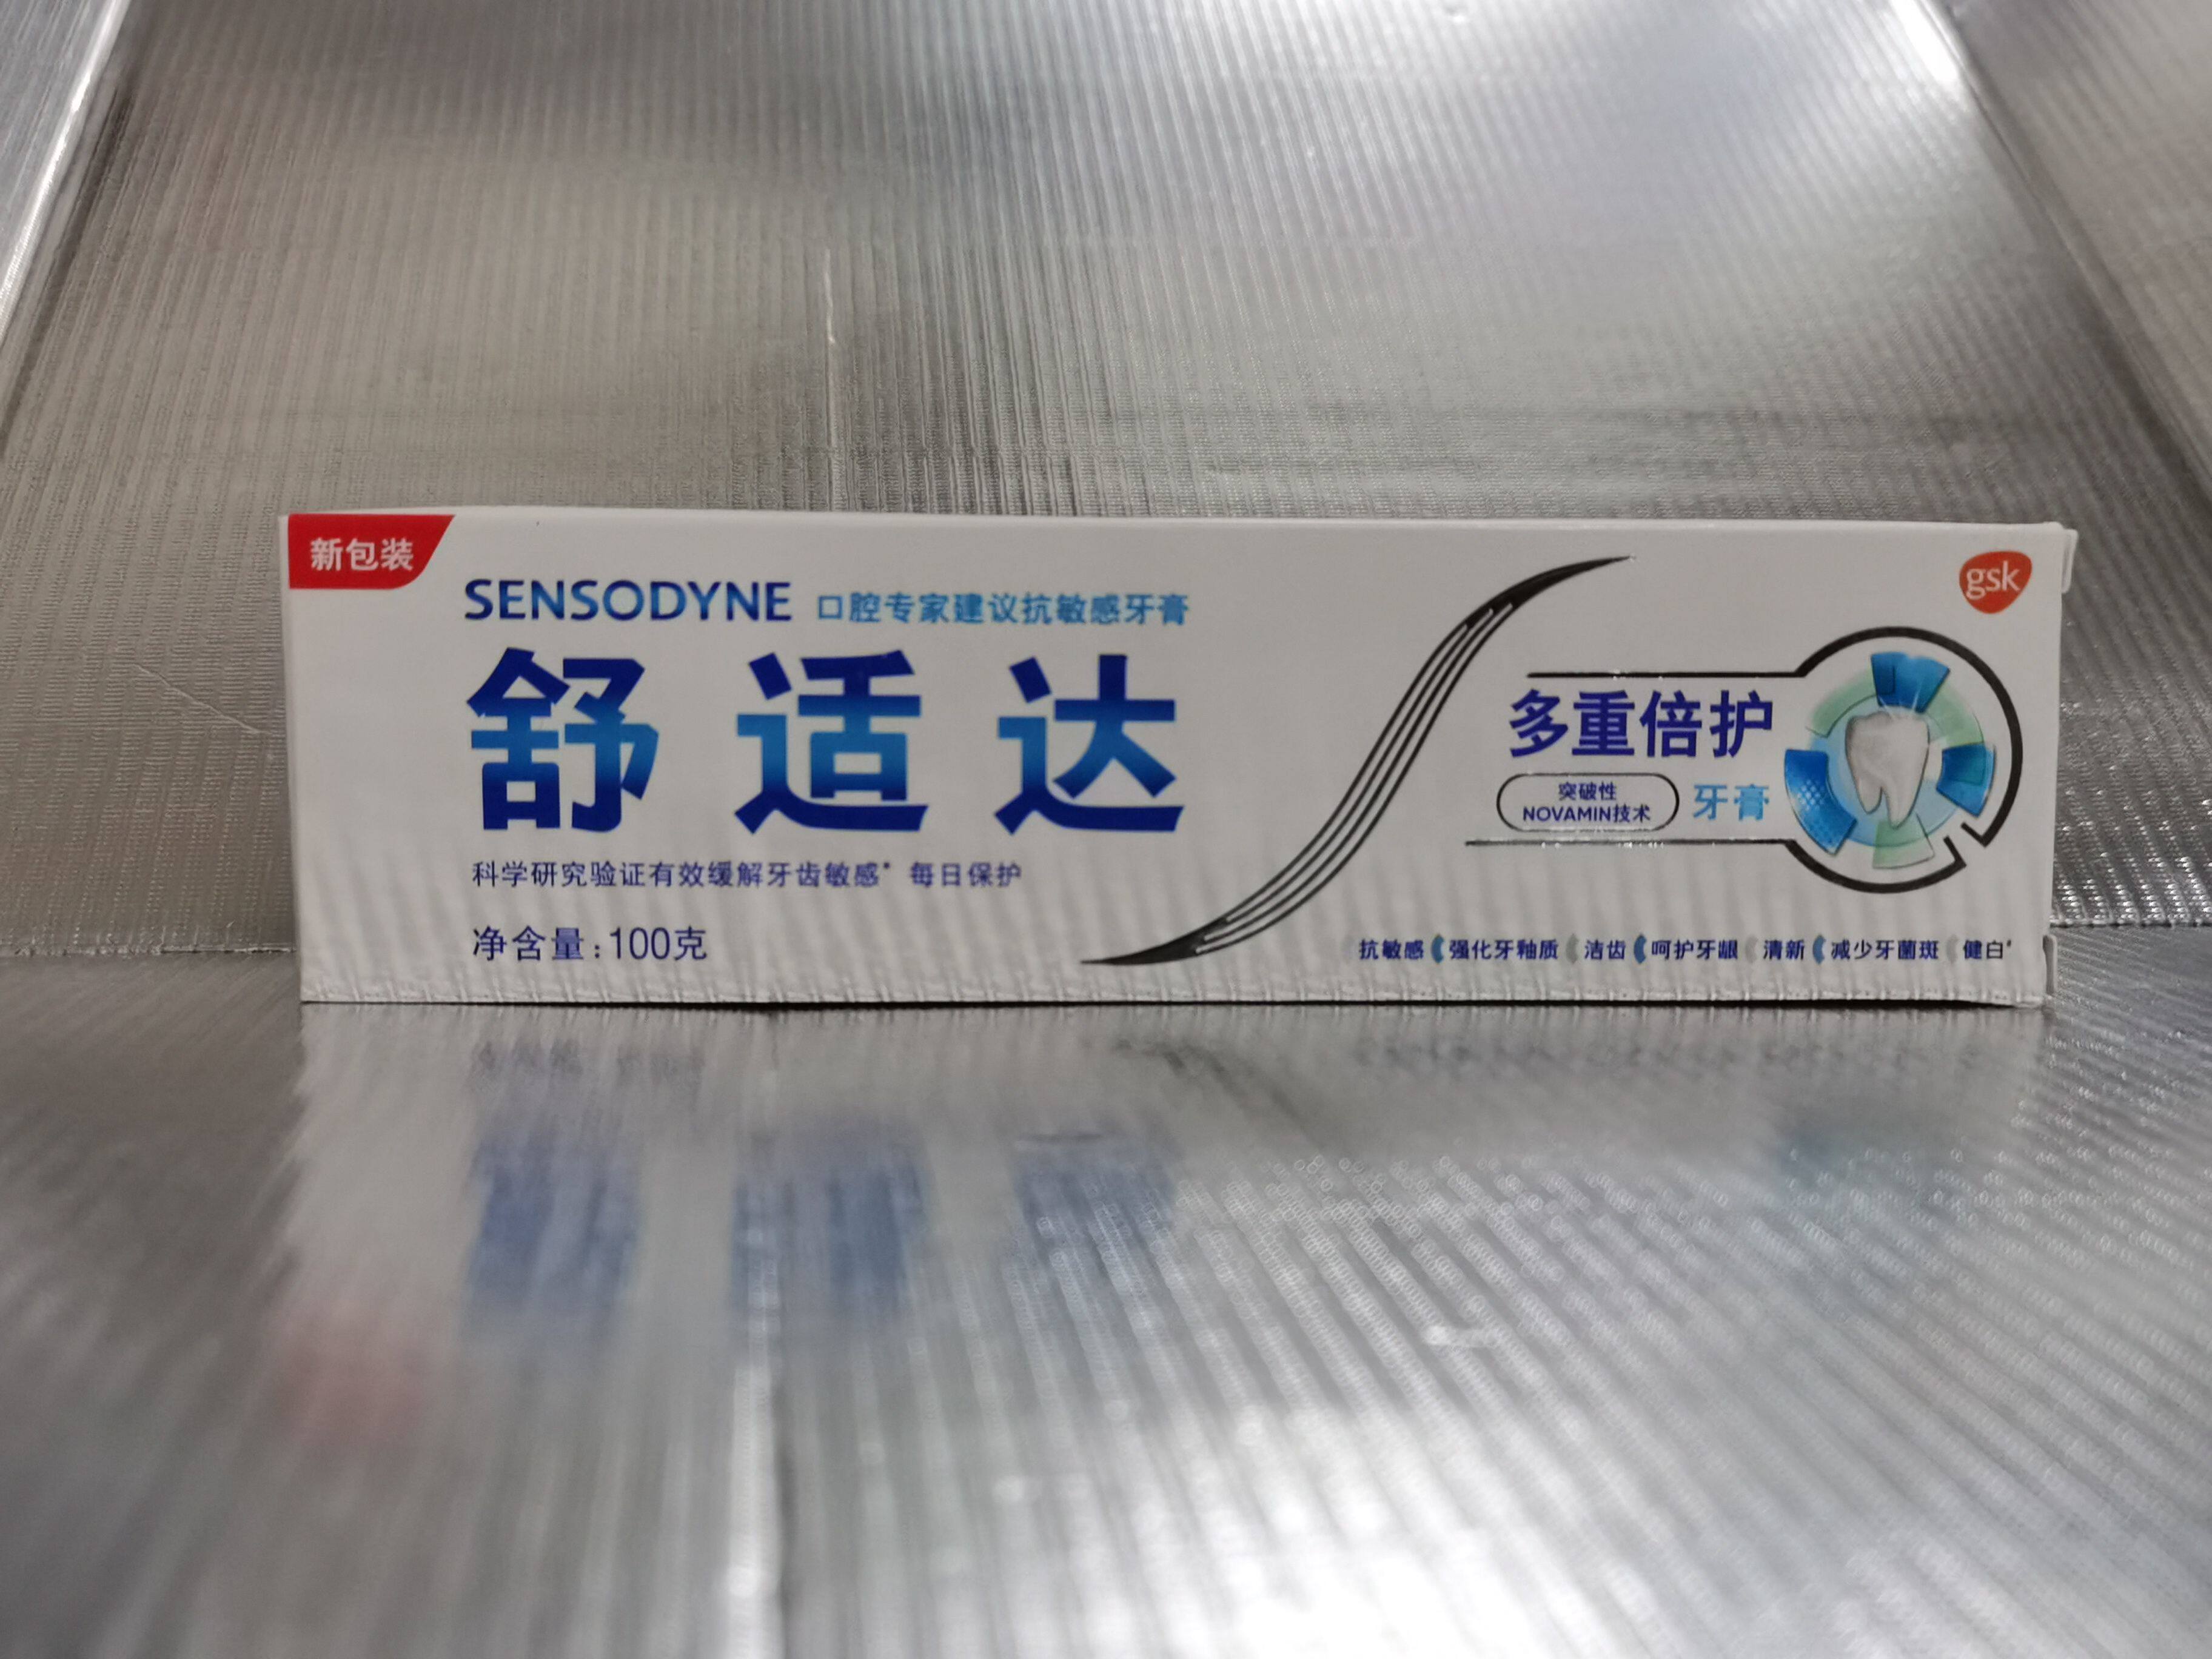 新包装
SENSODYNE 口腔专家建议抗敏感牙膏
舒适达
科学研究验证有效缓解牙齿敏感* 每日保护
净含量:100克
gsk
多重倍护
突破性
NOVAMIN技术
牙膏
抗敏感 强化牙釉质 洁齿 呵护牙龈 清新 减少牙菌斑 健白#